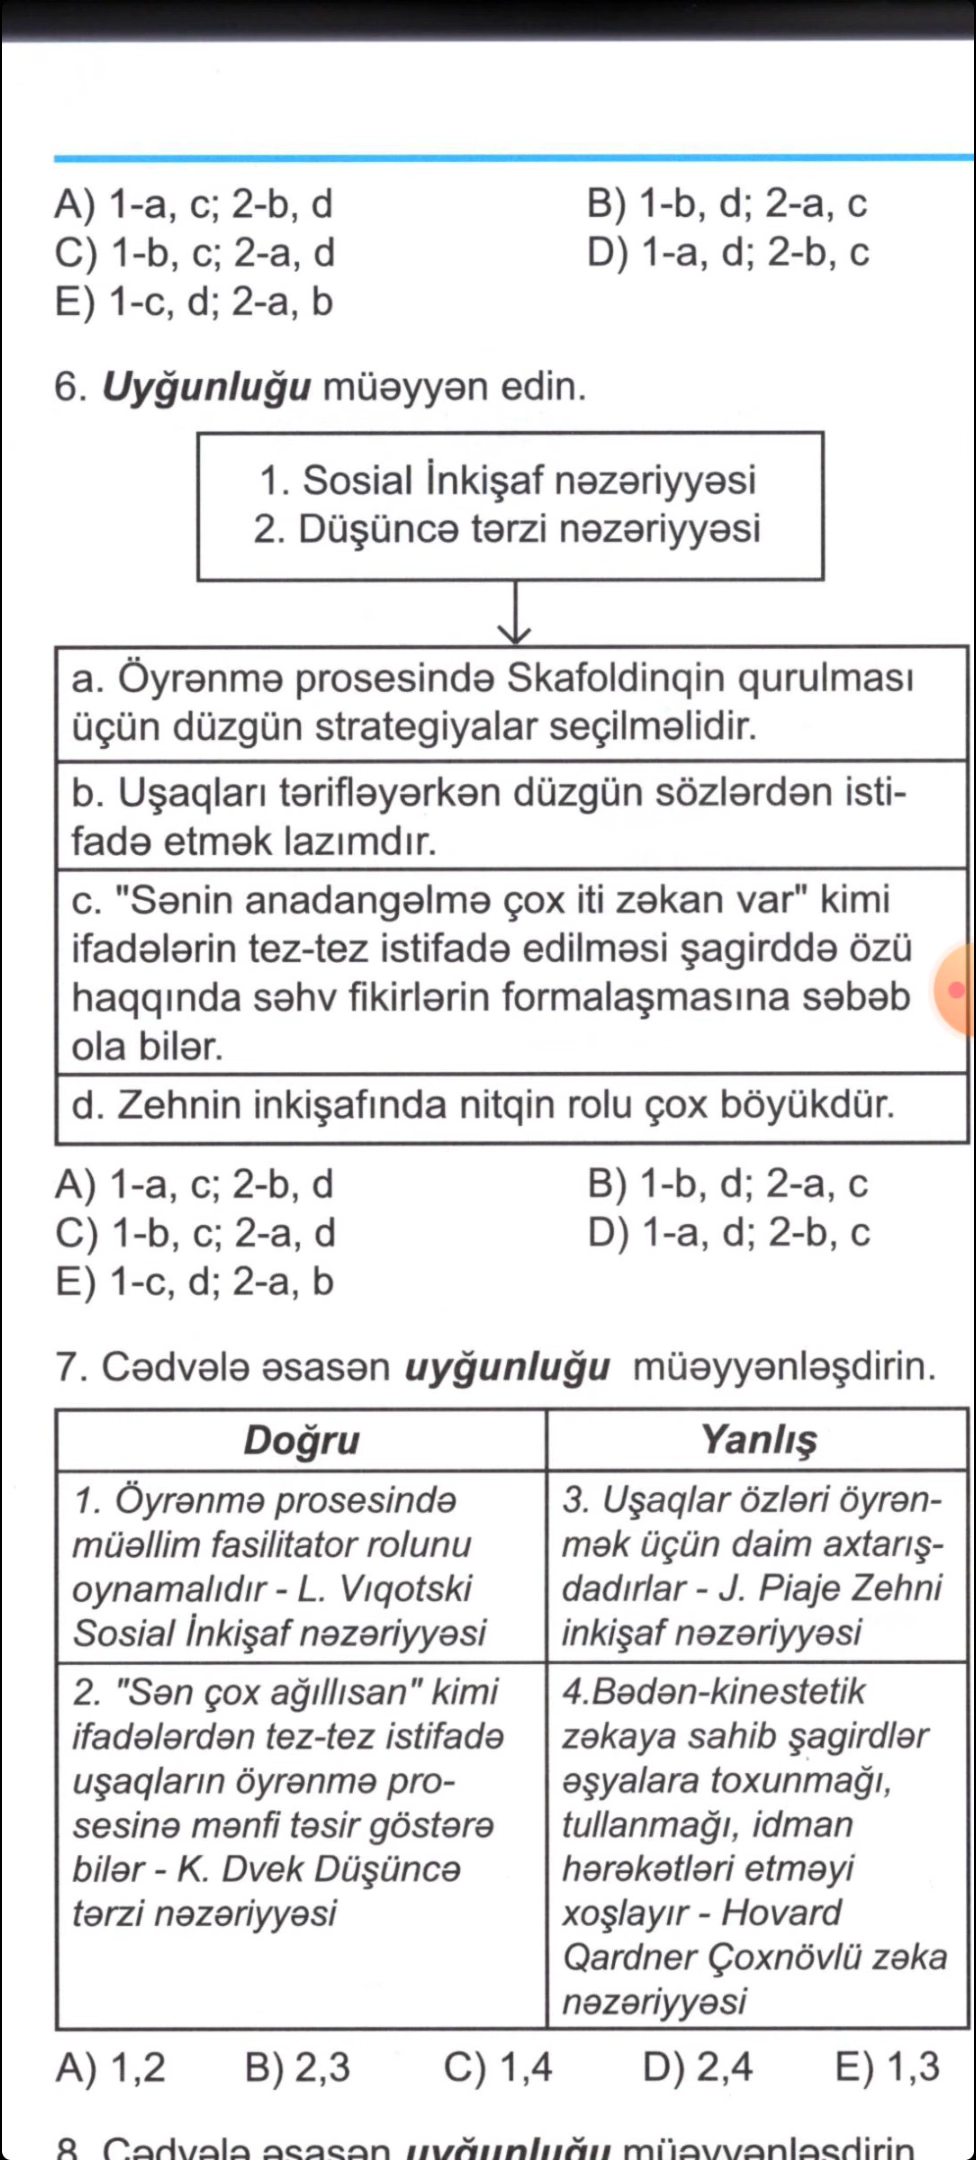 A) 1-a, c; 2-b, d B) 1-b, d; 2-a, c
C) 1-b, c; 2-a, d D) 1-a, d; 2-b, c
E) 1-c, d; 2-a, b
6. Uyğunluğu müəyyən edin.
1. Sosial İnkişaf nəzəriyyəsi
2. Düşüncə tərzi nəzəriyyəsi
a. Öyrənmə prosesində Skafoldinqin qurulması
üçün düzgün strategiyalar seçilməlidir.
b. Uşaqları tərifləyərkən düzgün sözlərdən isti-
fadə etmək lazımdır.
c. "Sənin anadangəlmə çox iti zəkan var" kimi
ifadələrin tez-tez istifadə edilməsi şagirddə özü
haqqında səhv fikirlərin formalaşmasına səbəb
ola bilər.
d. Zehnin inkişafında nitqin rolu çox böyükdür.
A) 1-a, c; 2-b, d B) 1-b, d; 2-a, c
C) 1-b, c; 2-a, d D) 1-a, d; 2-b, c
E) 1-c, d; 2-a, b
7. Cədvələ əsasən uyğunluğu müəyyənləşdirin.
Doğru
Yanlış
1. Öyrənmə prosesində
müəllim fasilitator rolunu
oynamalıdır - L. Vıqotski
Sosial İnkişaf nəzəriyyəsi
3. Uşaqlar özləri öyrən-
mək üçün daim axtarış-
dadırlar - J. Piaje Zehni
inkişaf nəzəriyyəsi
2. "Sən çox ağıllısan" kimi
ifadələrdən tez-tez istifadə
uşaqların öyrənmə pro-
sesinə mənfi təsir göstərə
bilər - K. Dvek Düşüncə
tərzi nəzəriyyəsi
4.Bədən-kinestetik
zəkaya sahib şagirdlər
əşyalara toxunmağı,
tullanmağı, idman
hərəkətləri etməyi
xoşlayır - Hovard
Qardner Çoxnövlü zəka
nəzəriyyəsi
A) 1,2 B) 2,3 C) 1,4 D) 2,4 E) 1,3
8. Cədvələ əsasən uyğunluğu müəyyənləşdirin